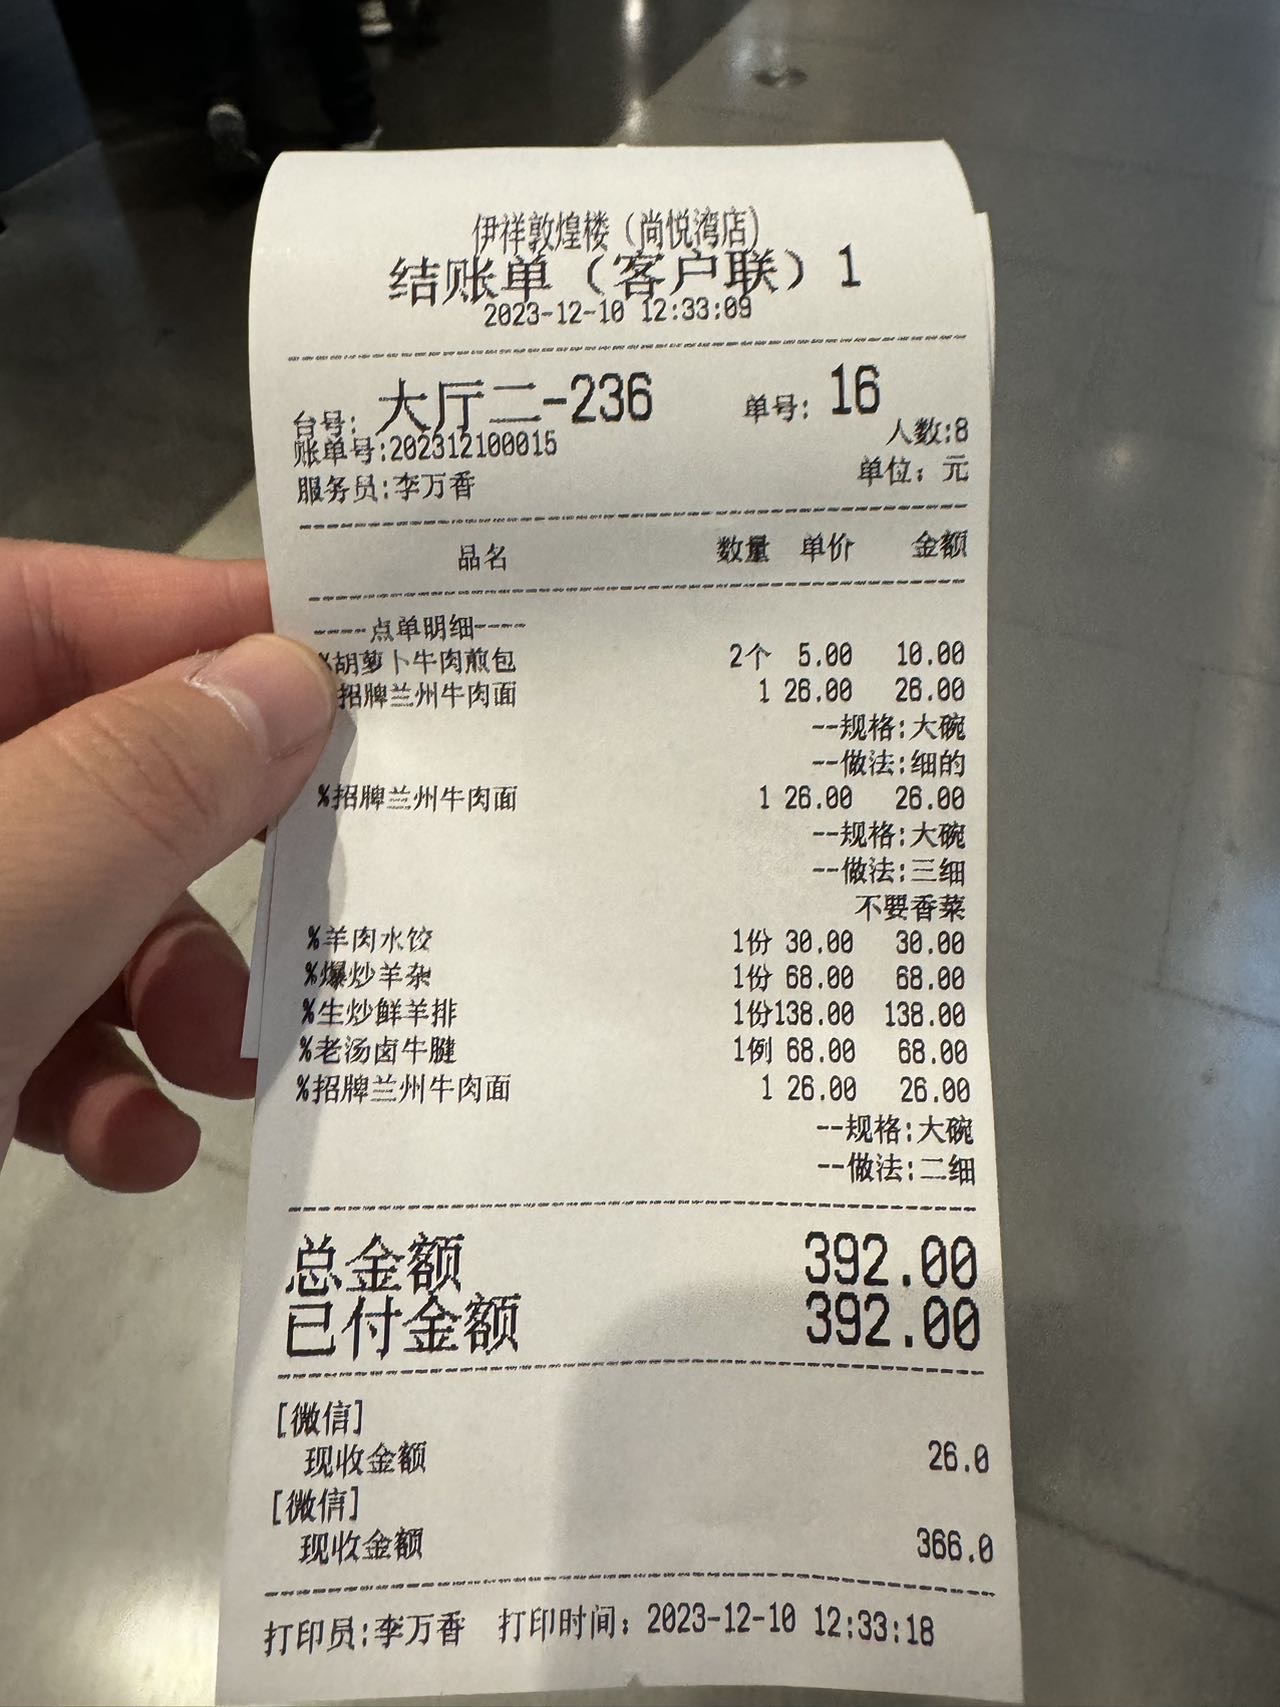 伊祥敦煌楼（尚悦湾店）
结账单（客户联）1
2023-12-10 12:33:09
台号: 大厅二-236 单号: 16
账单号:202312100015 人数:8
服务员:李万香 单位: 元
品名 数量 单价 金额
----点单明细----
%胡萝卜牛肉煎包 2个 5.00 10.00
招牌兰州牛肉面 1 26.00 26.00
--规格:大碗
--做法:细的
%招牌兰州牛肉面 1 26.00 26.00
--规格:大碗
--做法:三细
不要香菜
%羊肉水饺 1份 30.00 30.00
%爆炒羊杂 1份 68.00 68.00
%生炒鲜羊排 1份138.00 138.00
%老汤卤牛腱 1例 68.00 68.00
%招牌兰州牛肉面 1 26.00 26.00
--规格:大碗
--做法:二细
总金额 392.00
已付金额 392.00
[微信]
现收金额 26.0
[微信]
现收金额 366.0
打印员:李万香 打印时间: 2023-12-10 12:33:18